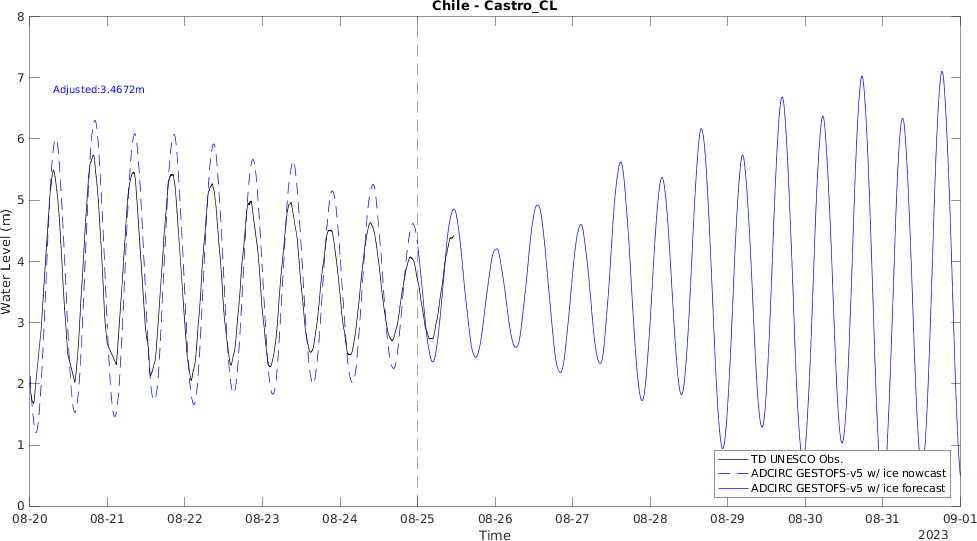 Chile - Castro_CL
Adjusted:3.4672m
Water Level (m)
8
7
6
5
4
3
2
1
0
TD UNESCO Obs.
ADCIRC GESTOFS-v5 w/ ice nowcast
ADCIRC GESTOFS-v5 w/ ice forecast
08-20 08-21 08-22 08-23 08-24 08-25 08-26 08-27 08-28 08-29 08-30 08-31 09-01
Time
2023